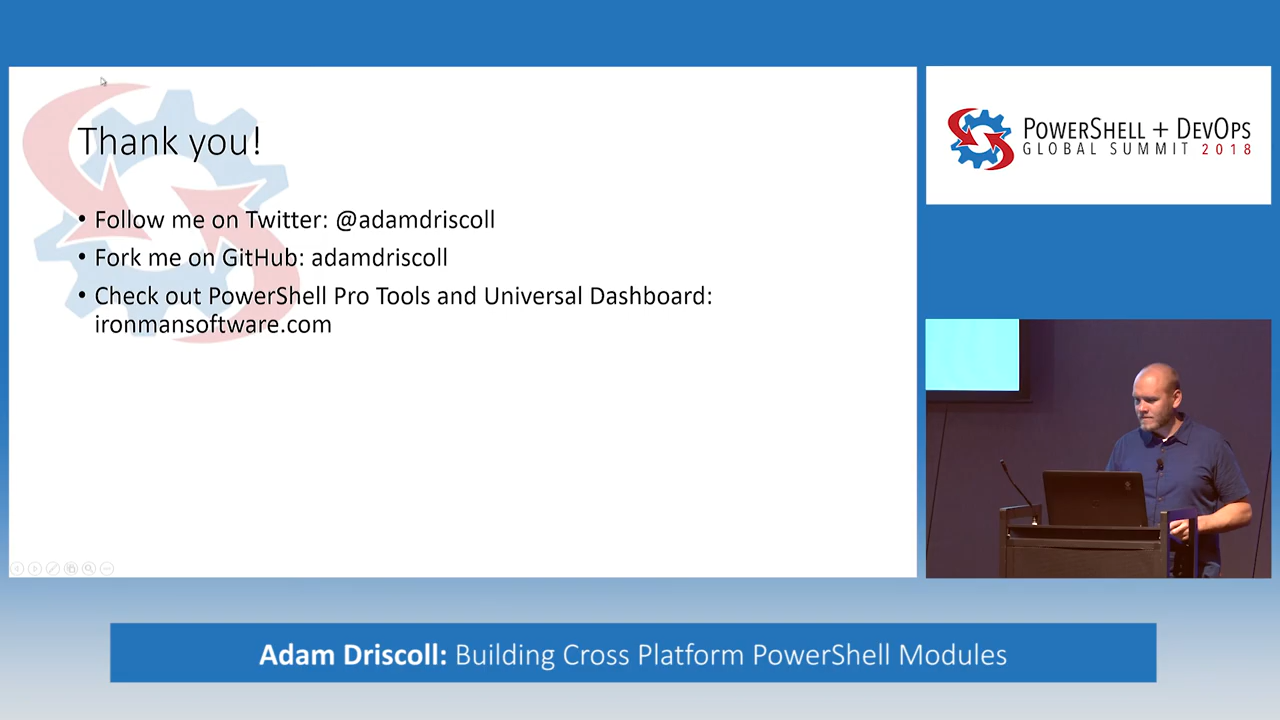 Thank you!
• Follow me on Twitter: @adamdriscoll
• Fork me on GitHub: adamdriscoll
• Check out PowerShell Pro Tools and Universal Dashboard:
ironmansoftware.com
POWERSHELL + DEVOPS
GLOBAL SUMMIT 2018
Adam Driscoll: Building Cross Platform PowerShell Modules